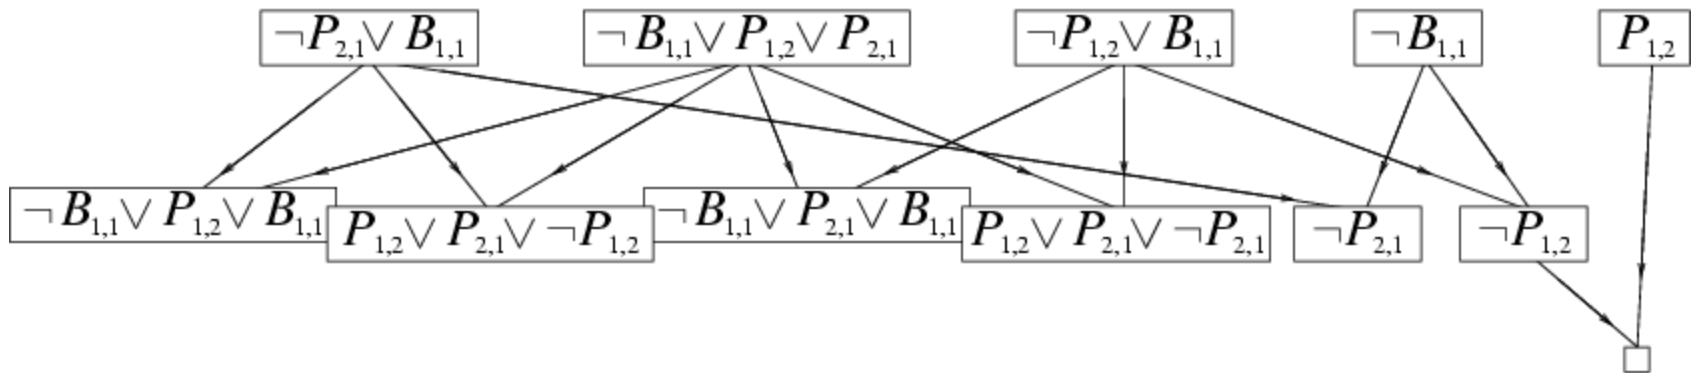 ¬P₂,₁ ∨ B₁,₁ ¬B₁,₁ ∨ P₁,₂ ∨ P₂,₁ ¬P₁,₂ ∨ B₁,₁ ¬B₁,₁ P₁,₂
¬B₁,₁ ∨ P₁,₂ ∨ B₁,₁ P₁,₂ ∨ P₂,₁ ∨ ¬P₁,₂ ¬B₁,₁ ∨ P₂,₁ ∨ B₁,₁ P₁,₂ ∨ P₂,₁ ∨ ¬P₂,₁ ¬P₂,₁ ¬P₁,₂